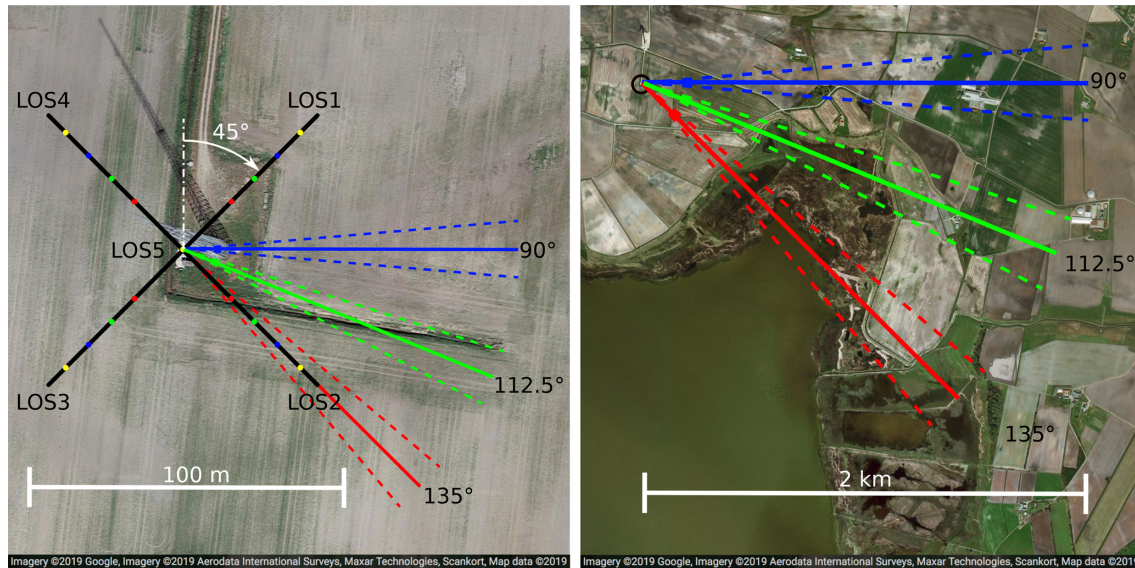 LOS4
LOS1
45°
LOS5
90°
112.5°
LOS3
LOS2
100 m
135°
Imagery ©2019 Google, Imagery ©2019 Aerodata International Surveys, Maxar Technologies, Scankort, Map data ©2019
90°
112.5°
135°
2 km
Imagery ©2019 Google, Imagery ©2019 Aerodata International Surveys, Maxar Technologies, Scankort, Map data ©201